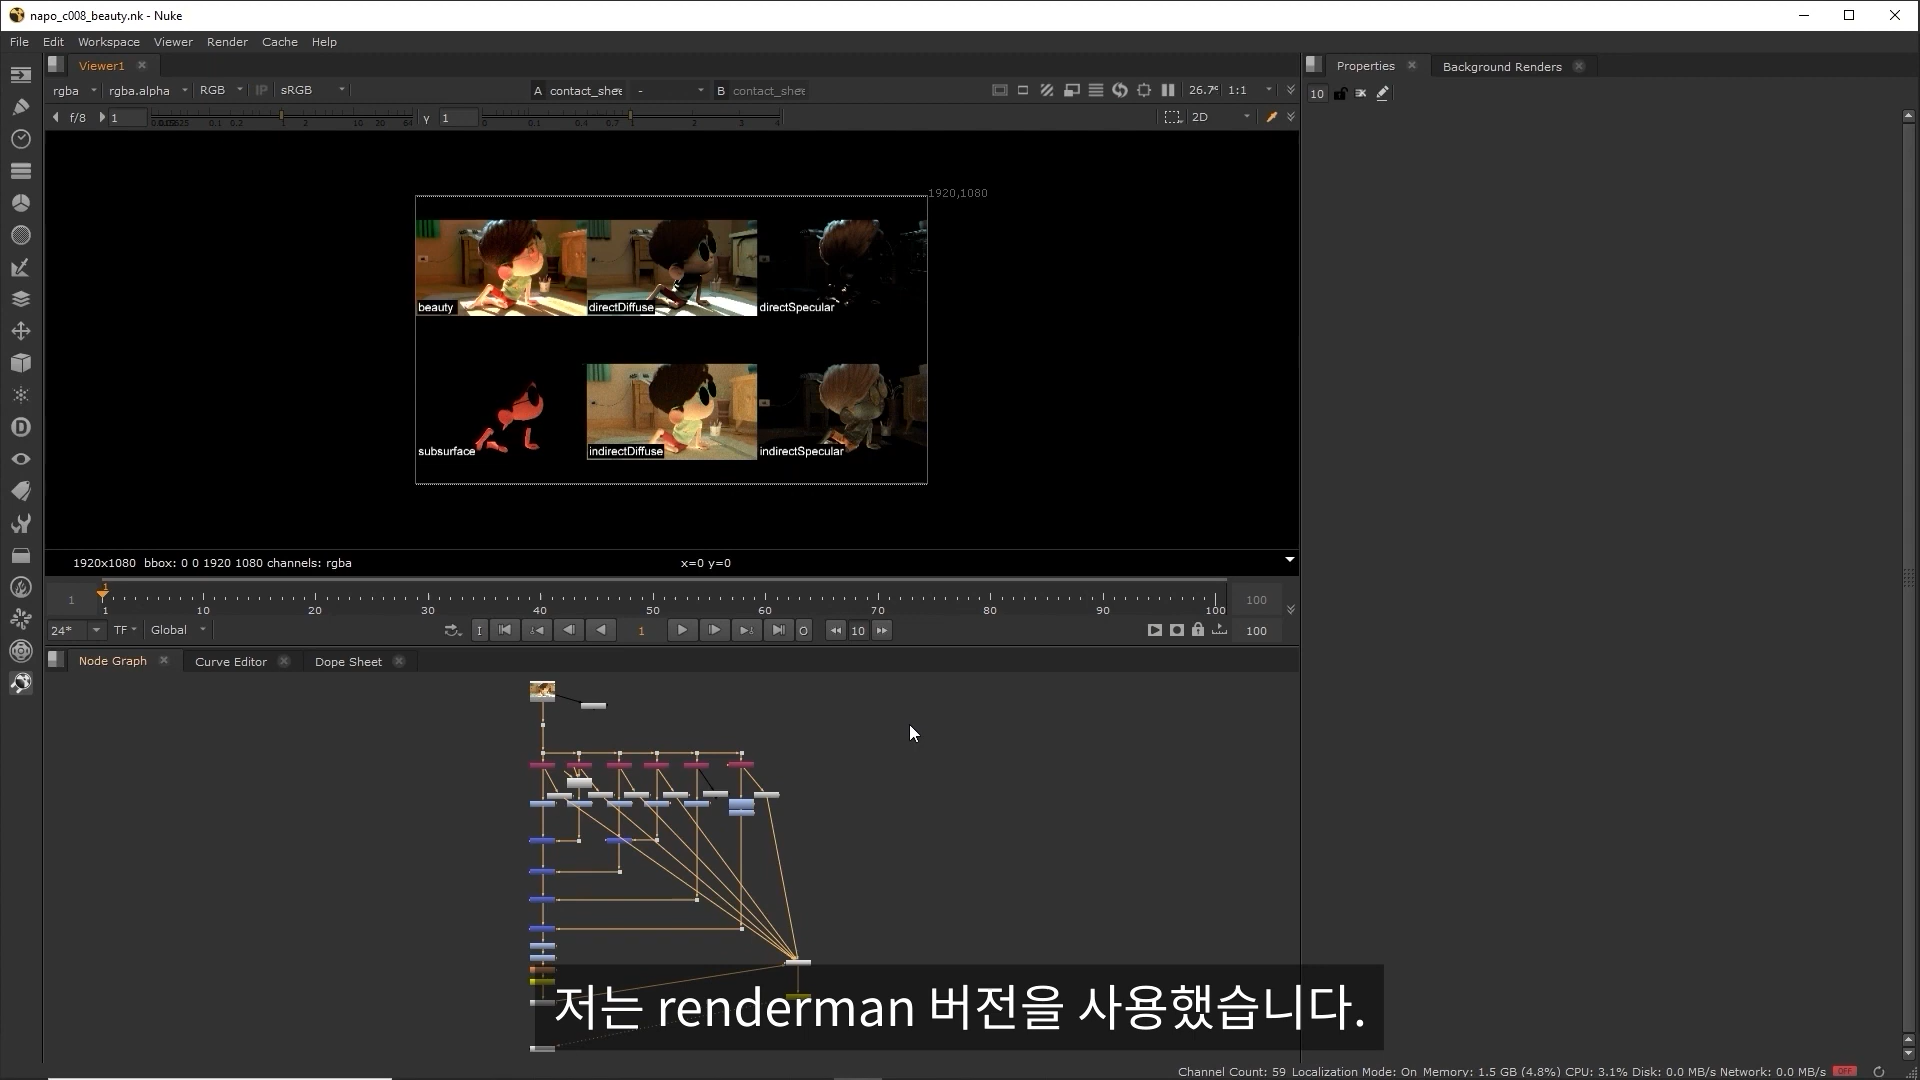 napo_c008_beauty.nk - Nuke
File Edit Workspace Viewer Render Cache Help
Viewer1
Properties
Background Renders
rgba rgba.alpha RGB IP sRGB A contact_shee - B contact_shee 26.7% 1:1
10
f/8 1 y 1 2D
1920,1080
beauty directDiffuse directSpecular
subsurface indirectDiffuse indirectSpecular
1920x1080 bbox: 0 0 1920 1080 channels: rgba x=0 y=0
1
1 1 10 20 30 40 50 60 70 80 90 100 100
24* TF Global I 1 O 10 100
Node Graph Curve Editor Dope Sheet
저는 renderman 버전을 사용했습니다.
Channel Count: 59 Localization Mode: On Memory: 1.5 GB (4.8%) CPU: 3.1% Disk: 0.0 MB/s Network: 0.0 MB/s OFF